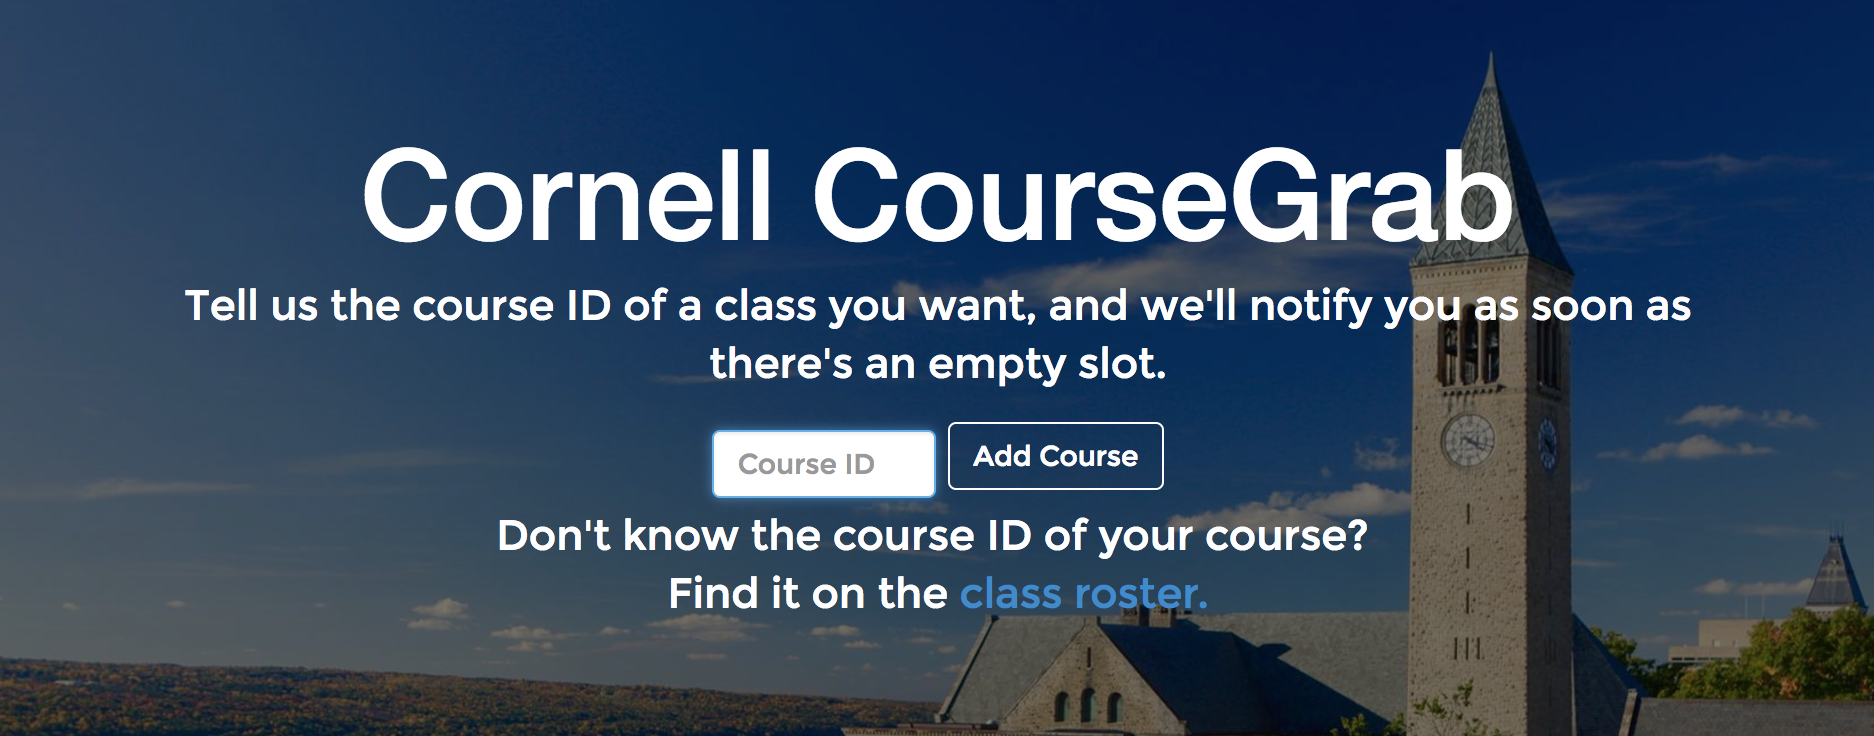 Cornell CourseGrab
Tell us the course ID of a class you want, and we'll notify you as soon as
there's an empty slot.
Course ID
Add Course
Don't know the course ID of your course?
Find it on the class roster.